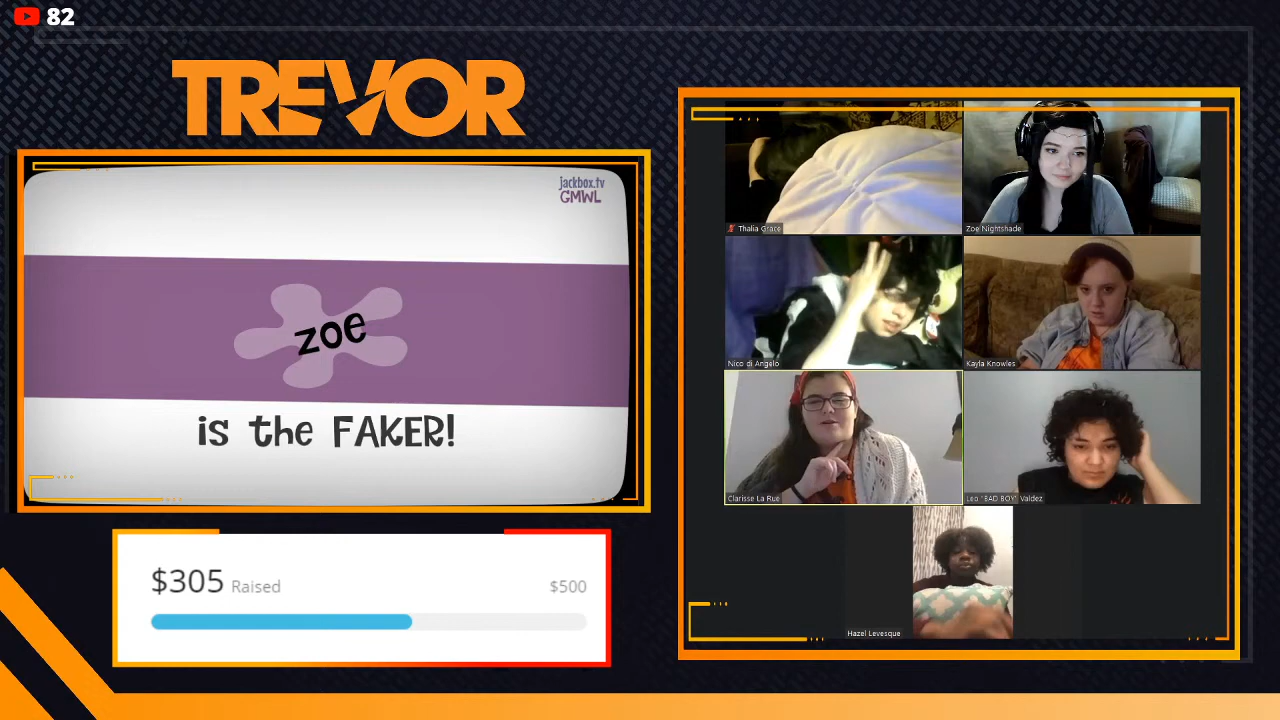 82
TREVOR
jackbox.tv
GMWL
zoe
is the FAKER!
$305 Raised
$500
Thalia Grace
Zoe Nightshade
Nico di Angelo
Kayla Knowles
Clarisse La Rue
Leo "BAD BOY" Valdez
Hazel Levesque